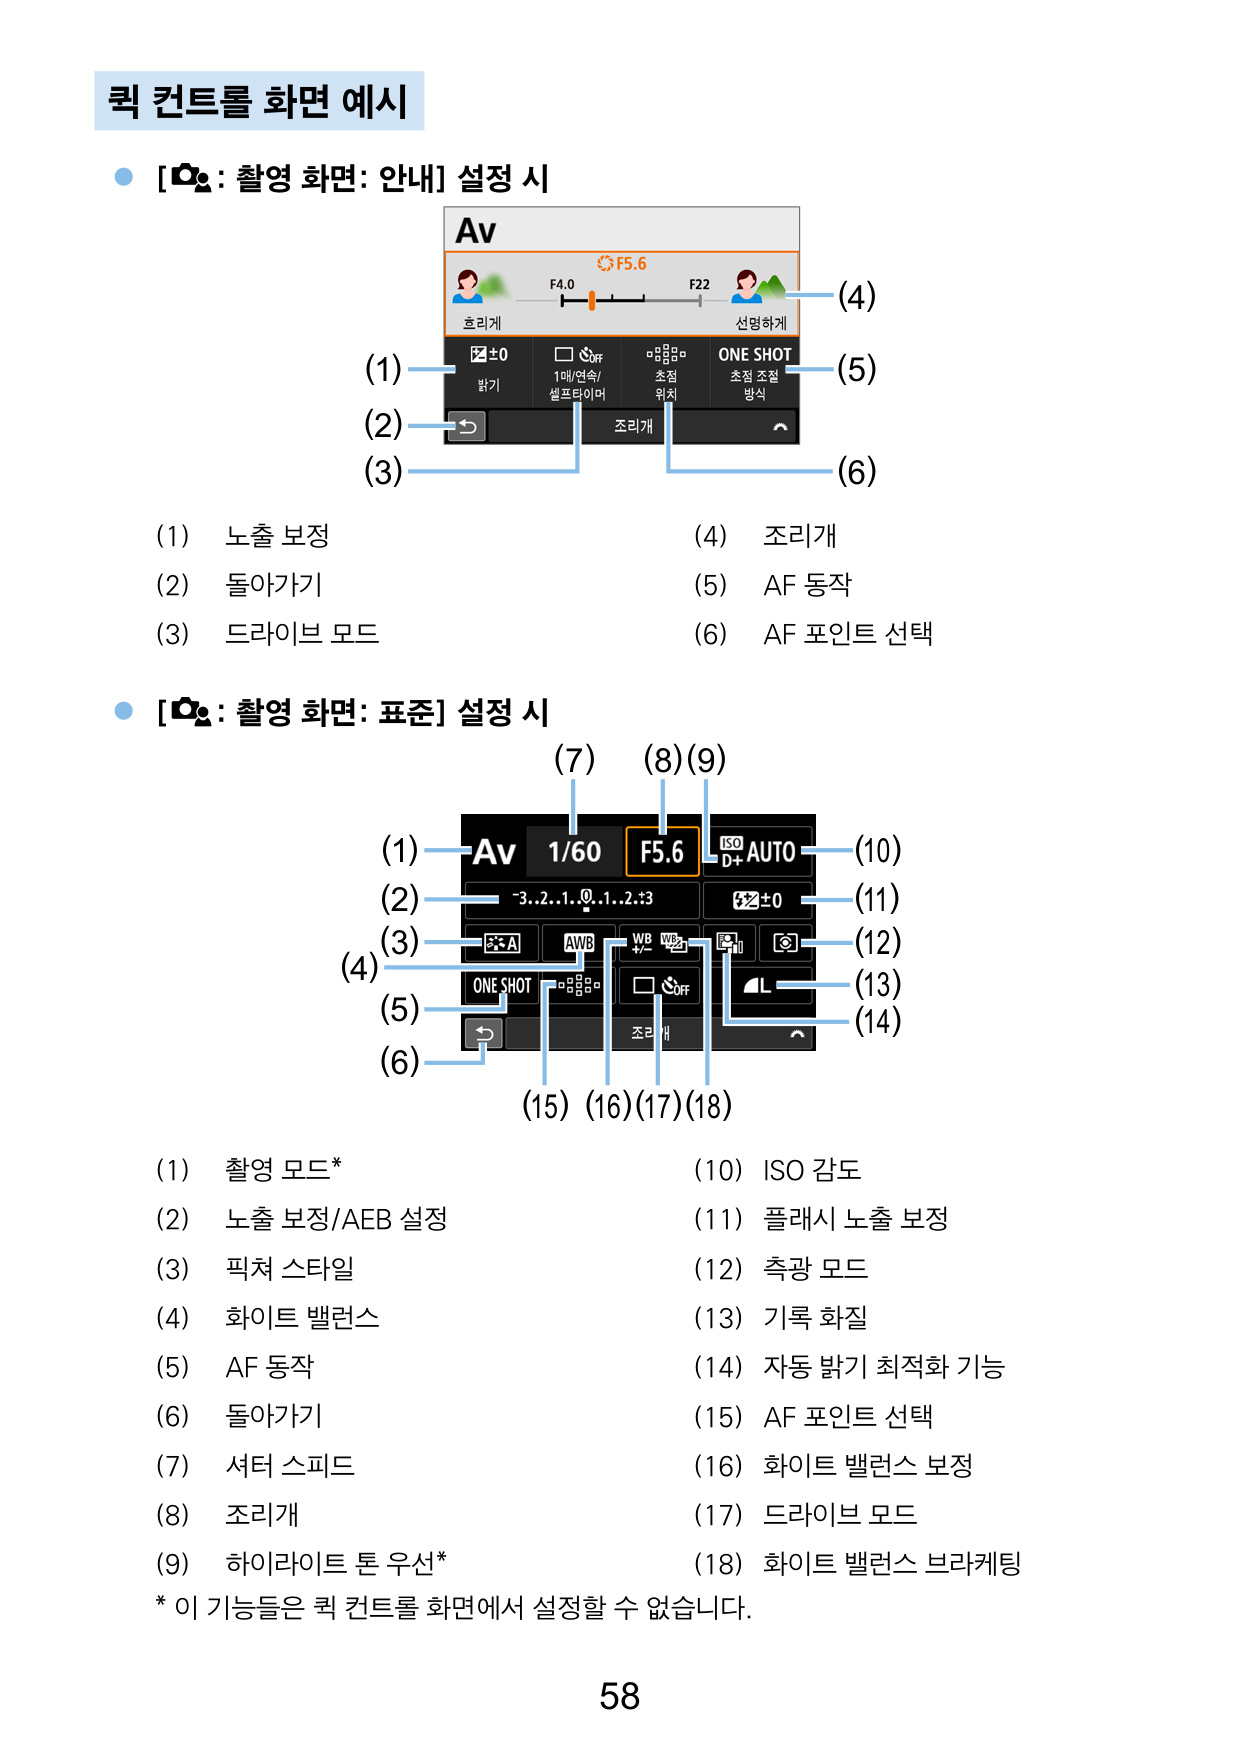 퀵 컨트롤 화면 예시
[ : 촬영 화면: 안내] 설정 시
Av
F5.6
F4.0 F22
흐리게 선명하게
(4)
±0 OFF ONE SHOT
밝기 1매/연속/ 초점 초점 조절
셀프타이머 위치 방식
(1) (5)
(2) 조리개
(3) (6)
(1) 노출 보정
(2) 돌아가기
(3) 드라이브 모드
(4) 조리개
(5) AF 동작
(6) AF 포인트 선택
[ : 촬영 화면: 표준] 설정 시
(7) (8) (9)
(1) Av 1/60 F5.6 ISO D+ AUTO (10)
(2) -3..2..1..0..1..2.+3 ±0 (11)
(3) A AWB WB +/− WB (12)
(4)
ONE SHOT OFF L (13)
(5) (14)
조리개
(6)
(15) (16) (17) (18)
(1) 촬영 모드*
(2) 노출 보정/AEB 설정
(3) 픽쳐 스타일
(4) 화이트 밸런스
(5) AF 동작
(6) 돌아가기
(7) 셔터 스피드
(8) 조리개
(9) 하이라이트 톤 우선*
(10) ISO 감도
(11) 플래시 노출 보정
(12) 측광 모드
(13) 기록 화질
(14) 자동 밝기 최적화 기능
(15) AF 포인트 선택
(16) 화이트 밸런스 보정
(17) 드라이브 모드
(18) 화이트 밸런스 브라케팅
* 이 기능들은 퀵 컨트롤 화면에서 설정할 수 없습니다.
58